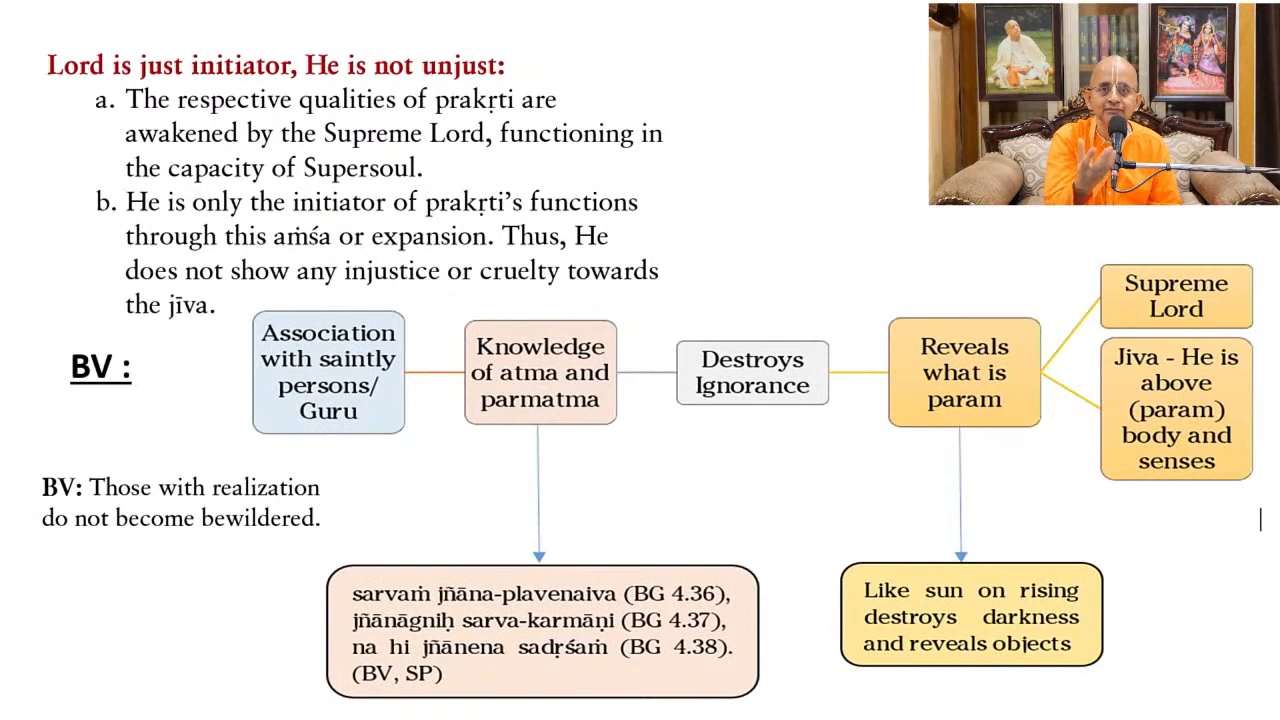 Lord is just initiator, He is not unjust:
a. The respective qualities of prakṛti are
awakened by the Supreme Lord, functioning in
the capacity of Supersoul.
b. He is only the initiator of prakṛti’s functions
through this aṁśa or expansion. Thus, He
does not show any injustice or cruelty towards
the jīva.
BV :
Association
with saintly
persons/
Guru
Knowledge
of atma and
parmatma
Destroys
Ignorance
Reveals
what is
param
Supreme
Lord
Jiva - He is
above
(param)
body and
senses
BV: Those with realization
do not become bewildered.
sarvaṁ jñāna-plavenaiva (BG 4.36),
jñānāgniḥ sarva-karmāṇi (BG 4.37),
na hi jñānena sadṛśaṁ (BG 4.38).
(BV, SP)
Like sun on rising
destroys darkness
and reveals objects